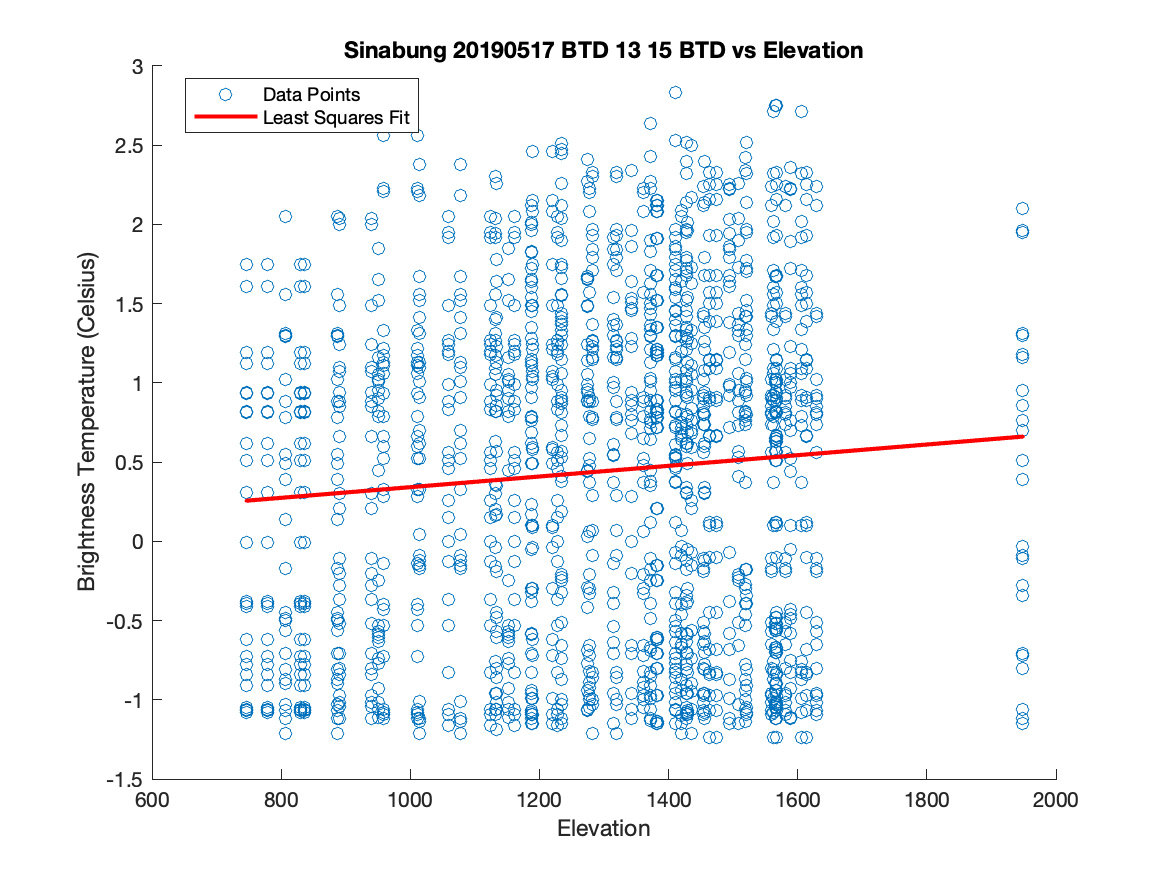 Sinabung 20190517 BTD 13 15 BTD vs Elevation
Data Points
Least Squares Fit
3
2.5
2
1.5
1
0.5
0
-0.5
-1
-1.5
Brightness Temperature (Celsius)
600 800 1000 1200 1400 1600 1800 2000
Elevation